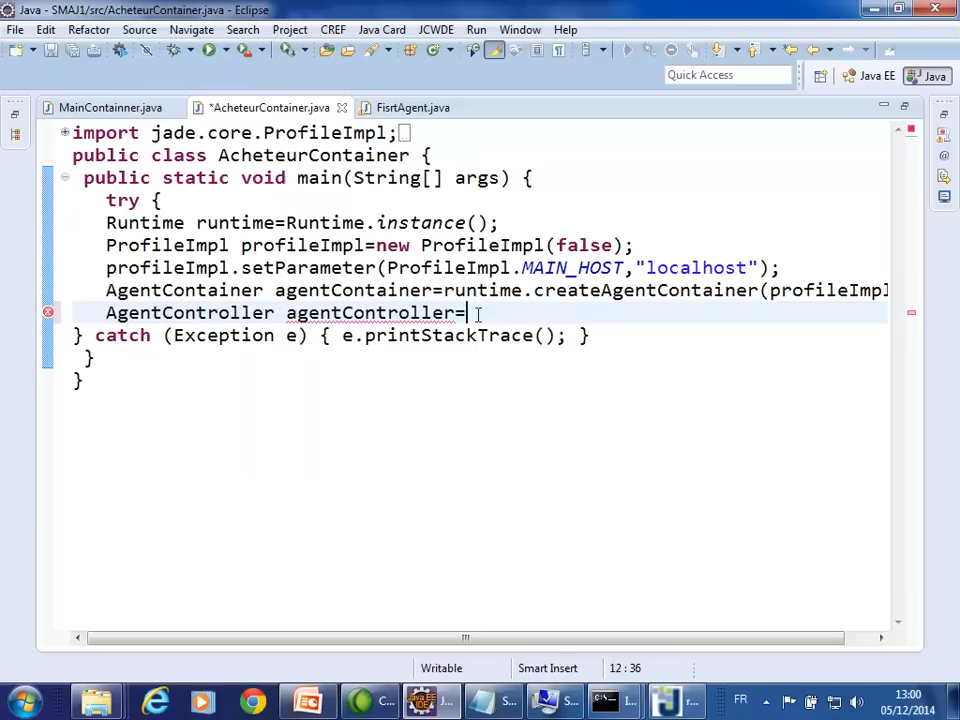 Java - SMAJ1/src/AcheteurContainer.java - Eclipse
File Edit Refactor Source Navigate Search Project CREF Java Card JCWDE Run Window Help
Quick Access
Java EE
Java
MainContainner.java
*AcheteurContainer.java
FisrtAgent.java
import jade.core.ProfileImpl;
public class AcheteurContainer {
public static void main(String[] args) {
try {
Runtime runtime=Runtime.instance();
ProfileImpl profileImpl=new ProfileImpl(false);
profileImpl.setParameter(ProfileImpl.MAIN_HOST,"localhost");
AgentContainer agentContainer=runtime.createAgentContainer(profileImpl
AgentController agentController=
} catch (Exception e) { e.printStackTrace(); }
}
}
Writable
Smart Insert
12 : 36
C...
J...
S...
S...
I...
r...
FR
13:00
05/12/2014